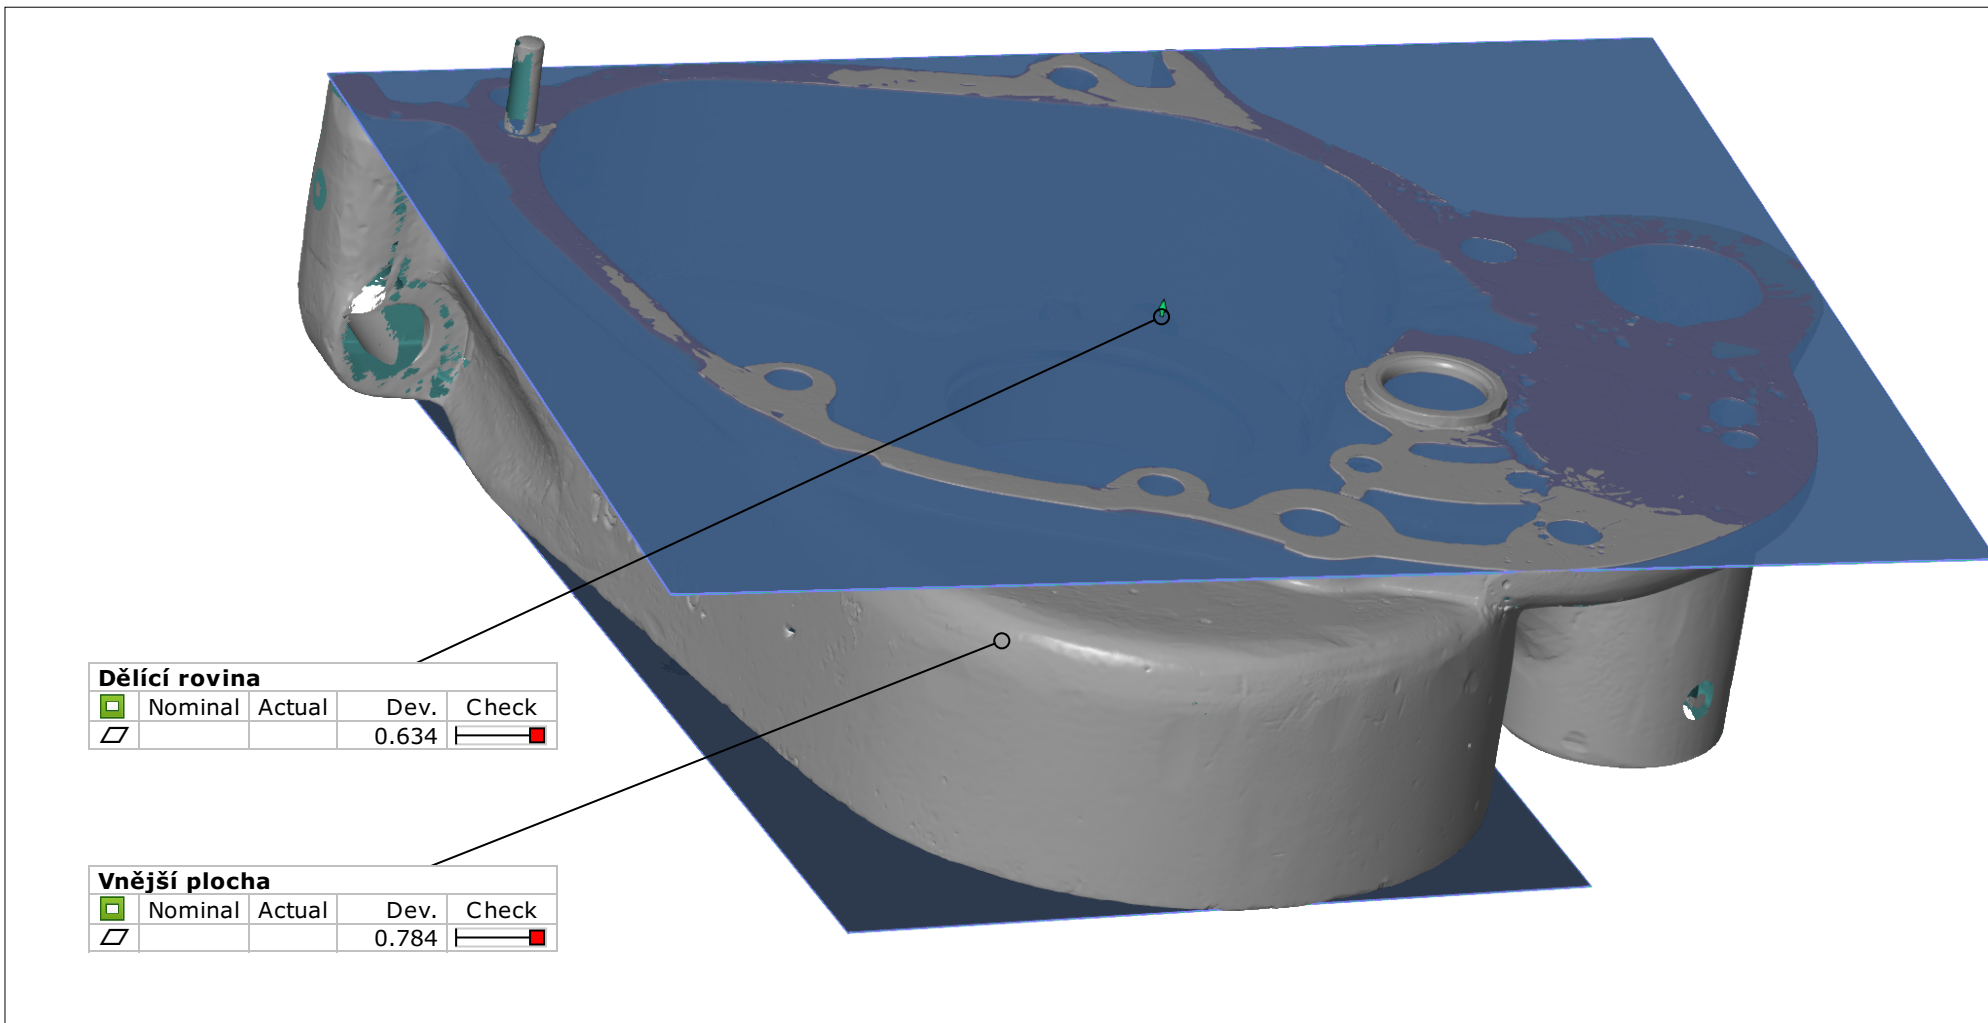 Dělící rovina
Nominal Actual Dev. Check
0.634
Vnější plocha
Nominal Actual Dev. Check
0.784